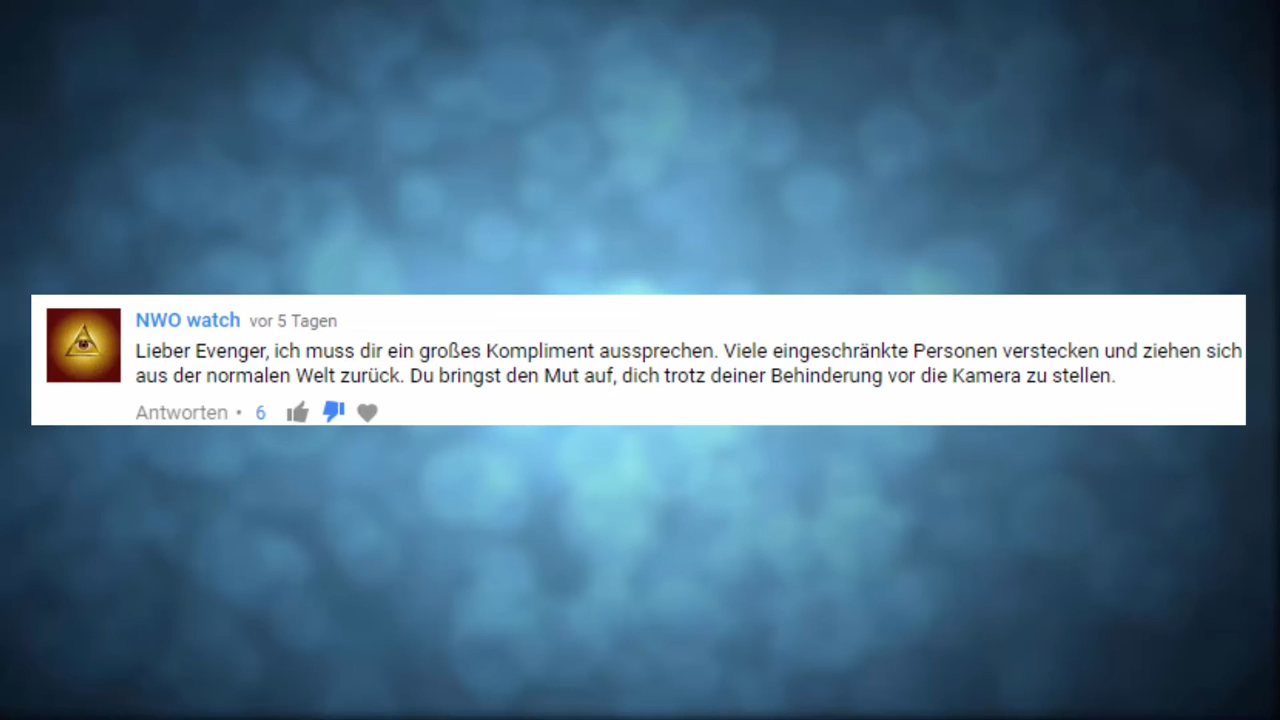 NWO watch vor 5 Tagen
Lieber Evenger, ich muss dir ein großes Kompliment aussprechen. Viele eingeschränkte Personen verstecken und ziehen sich
aus der normalen Welt zurück. Du bringst den Mut auf, dich trotz deiner Behinderung vor die Kamera zu stellen.
Antworten • 6